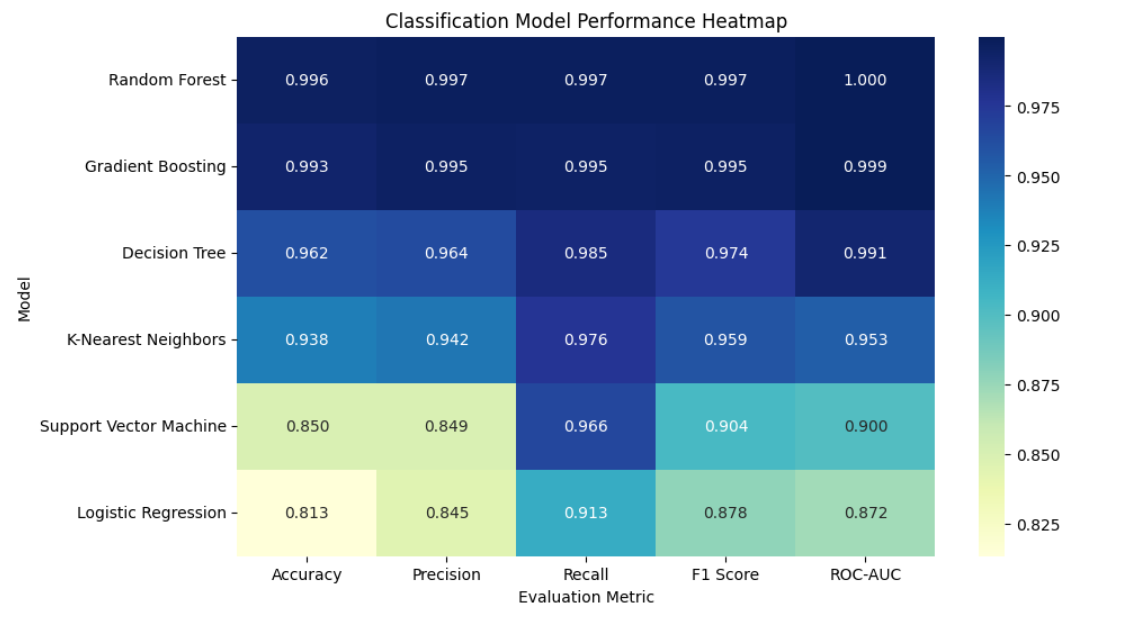 Classification Model Performance Heatmap
Random Forest 0.996 0.997 0.997 0.997 1.000
Gradient Boosting 0.993 0.995 0.995 0.995 0.999
Decision Tree 0.962 0.964 0.985 0.974 0.991
K-Nearest Neighbors 0.938 0.942 0.976 0.959 0.953
Support Vector Machine 0.850 0.849 0.966 0.904 0.900
Logistic Regression 0.813 0.845 0.913 0.878 0.872
Model
Accuracy Precision Recall F1 Score ROC-AUC
Evaluation Metric
0.975
0.950
0.925
0.900
0.875
0.850
0.825